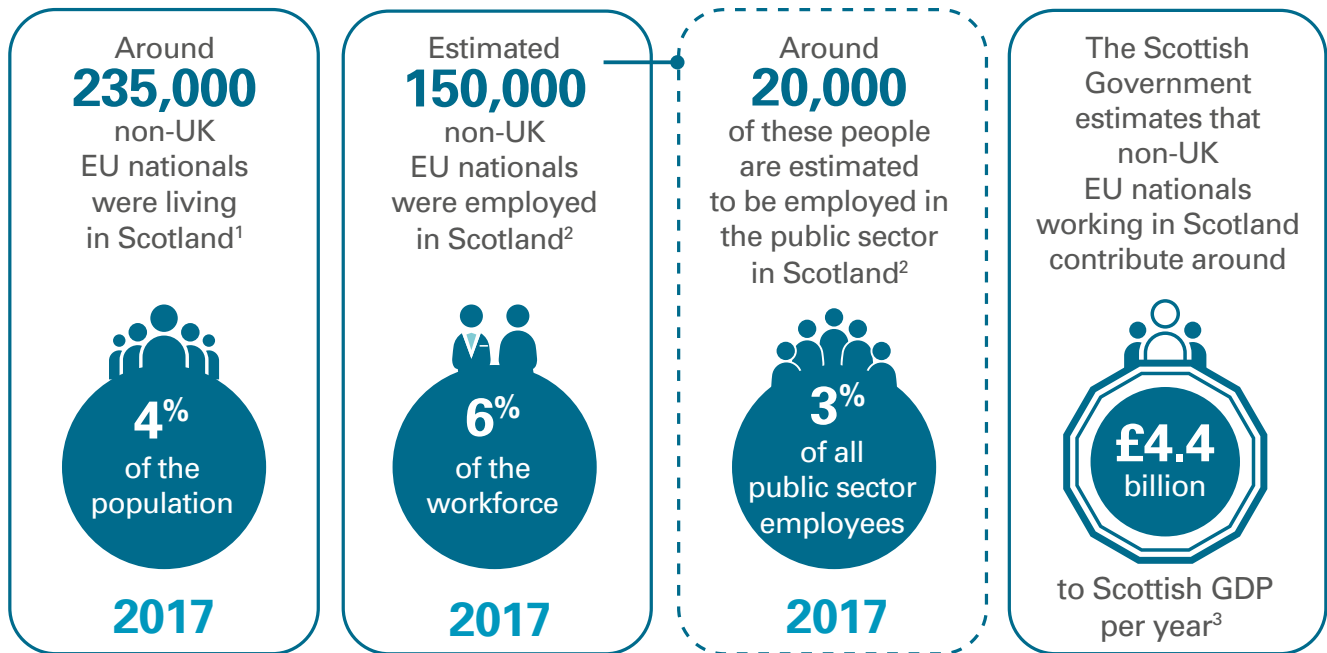 Around
235,000
non-UK
EU nationals
were living
in Scotland¹
4%
of the
population
2017
Estimated
150,000
non-UK
EU nationals
were employed
in Scotland²
6%
of the
workforce
2017
Around
20,000
of these people
are estimated
to be employed in
the public sector
in Scotland²
3%
of all
public sector
employees
2017
The Scottish
Government
estimates that
non-UK
EU nationals
working in Scotland
contribute around
£4.4
billion
to Scottish GDP
per year³